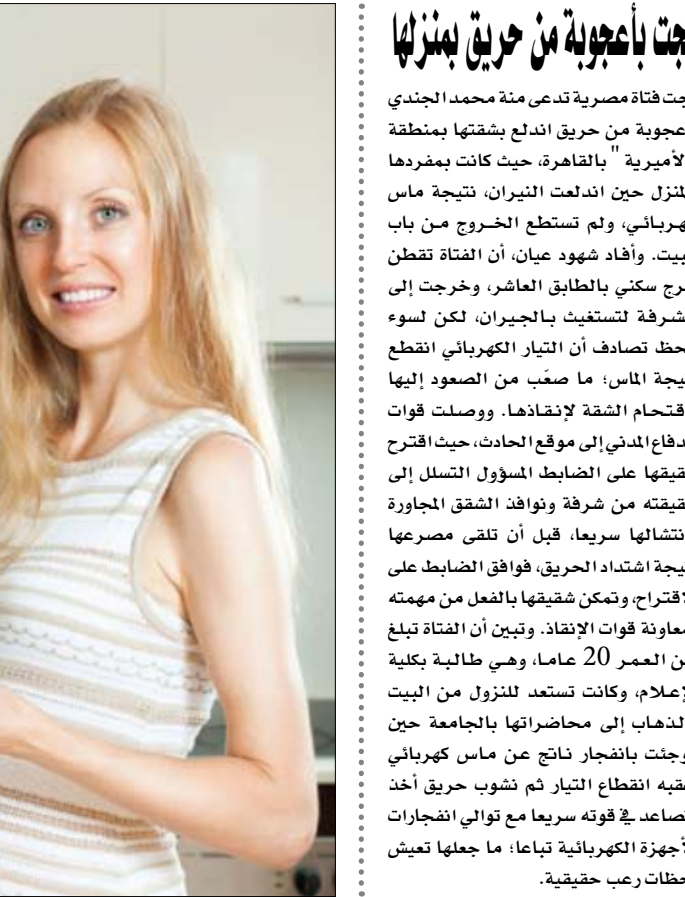 جت بأعجوبة من حريق بمنزلها
جت فتاة مصرية تدعى منة محمد الجندي
عجوبة من حريق اندلع بشقتها بمنطقة
لأميرية " بالقاهرة، حيث كانت بمفردها
لمنزل حين اندلعت النيران، نتيجة ماس
هربائي، ولم تستطع الخروج من باب
بيت. وأفاد شهود عيان، أن الفتاة تقطن
رج سكني بالطابق العاشر، وخرجت إلى
شرفة لتستغيث بالجيران، لكن لسوء
حظ تصادف أن التيار الكهربائي انقطع
يجة الماس؛ ما صعّب من الصعود إليها
اقتحام الشقة لإنقاذها. ووصلت قوات
دفاع المدني إلى موقع الحادث، حيث اقترح
قيقها على الضابط المسؤول التسلل إلى
قيقته من شرفة ونوافذ الشقق المجاورة
نتشالها سريعا، قبل أن تلقى مصرعها
يجة اشتداد الحريق، فوافق الضابط على
لاقتراح، وتمكن شقيقها بالفعل من مهمته
معاونة قوات الإنقاذ. وتبين أن الفتاة تبلغ
ن العمر 20 عاما، وهي طالبة بكلية
إعلام، وكانت تستعد للنزول من البيت
لذهاب إلى محاضراتها بالجامعة حين
وجئت بانفجار ناتج عن ماس كهربائي
عقبه انقطاع التيار ثم نشوب حريق أخذ
تصاعد في قوته سريعا مع توالي انفجارات
لأجهزة الكهربائية تباعا؛ ما جعلها تعيش
حظات رعب حقيقية.